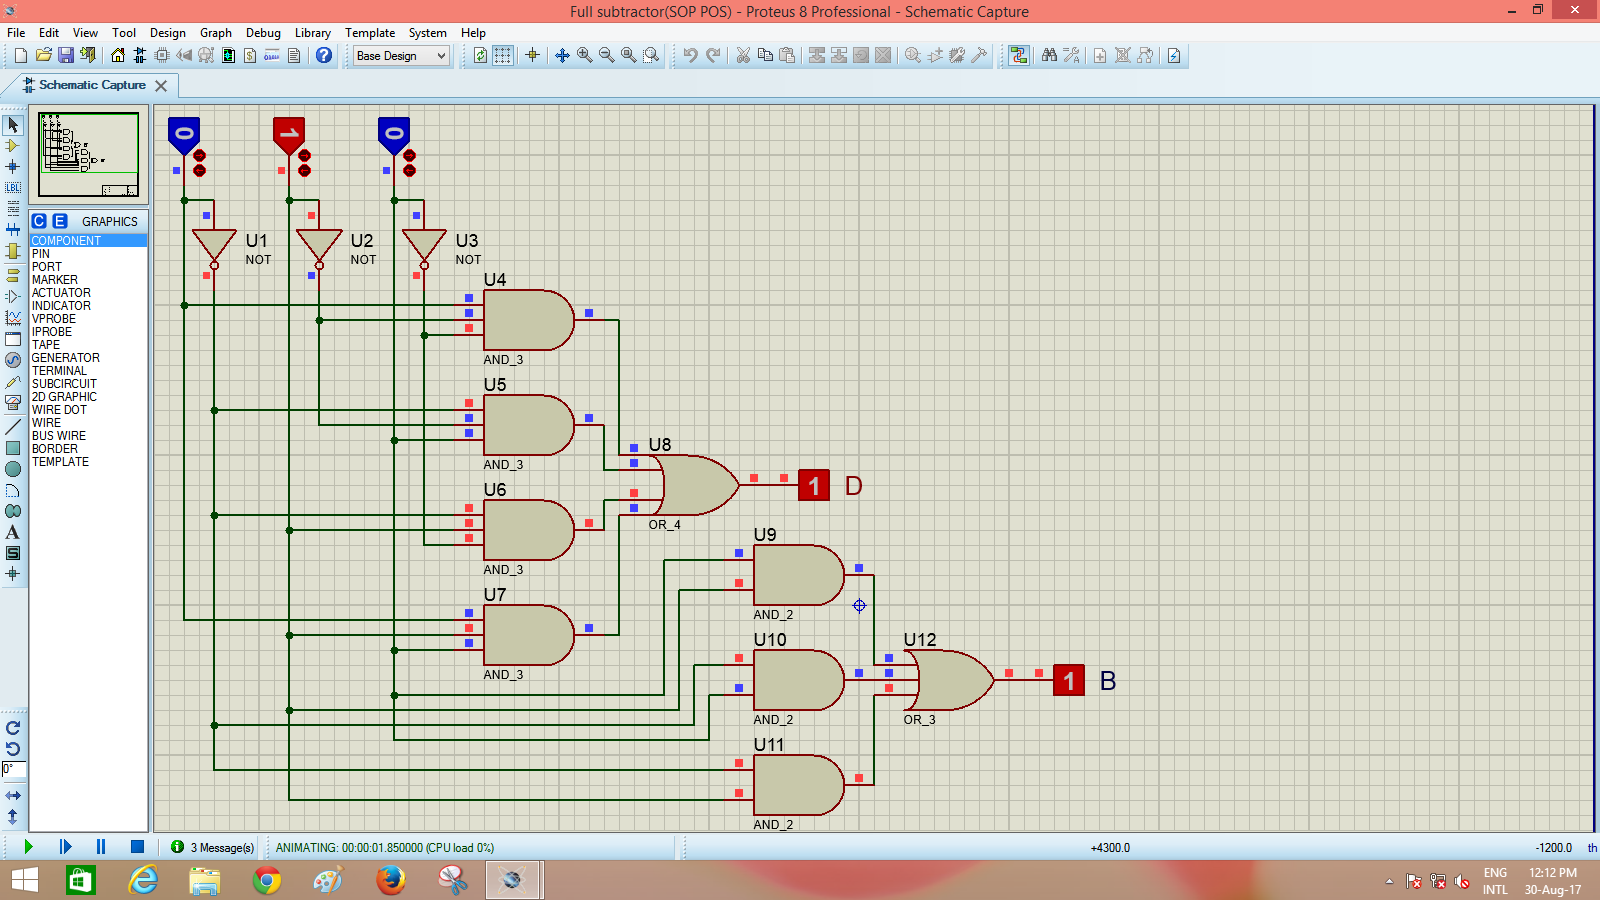 Full subtractor(SOP POS) - Proteus 8 Professional - Schematic Capture
File Edit View Tool Design Graph Debug Library Template System Help
Base Design
Schematic Capture
0 1 0
C E GRAPHICS
COMPONENT
PIN
PORT
MARKER
ACTUATOR
INDICATOR
VPROBE
IPROBE
TAPE
GENERATOR
TERMINAL
SUBCIRCUIT
2D GRAPHIC
WIRE DOT
WIRE
BUS WIRE
BORDER
TEMPLATE
LBL
A
S
0°
U1
NOT
U2
NOT
U3
NOT
U4
AND_3
U5
AND_3
U6
AND_3
U7
AND_3
U8
OR_4
1 D
U9
AND_2
U10
AND_2
U11
AND_2
U12
OR_3
1 B
3 Message(s)
ANIMATING: 00:00:01.850000 (CPU load 0%)
+4300.0
-1200.0 th
ENG
INTL
12:12 PM
30-Aug-17